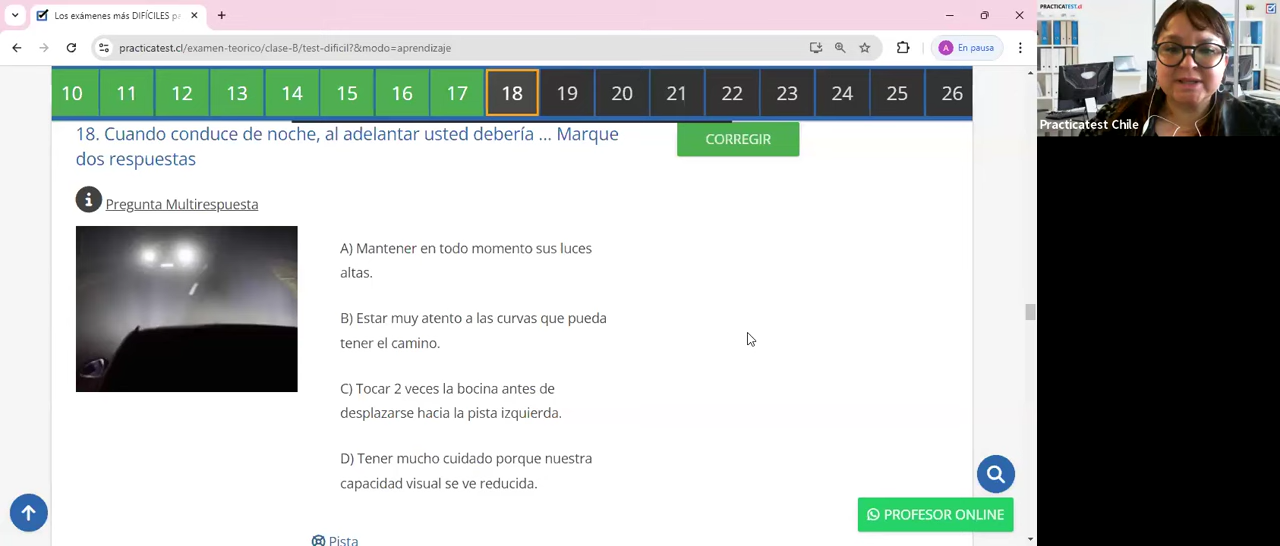 Los exámenes más DIFÍCILES pa
practicatest.cl/examen-teorico/clase-B/test-dificil?&modo=aprendizaje
A
En pausa
10 11 12 13 14 15 16 17 18 19 20 21 22 23 24 25 26
18. Cuando conduce de noche, al adelantar usted debería ... Marque
dos respuestas
CORREGIR
Pregunta Multirespuesta
A) Mantener en todo momento sus luces
altas.
B) Estar muy atento a las curvas que pueda
tener el camino.
C) Tocar 2 veces la bocina antes de
desplazarse hacia la pista izquierda.
D) Tener mucho cuidado porque nuestra
capacidad visual se ve reducida.
Pista
PROFESOR ONLINE
PRACTICATEST.cl
Practicatest Chile